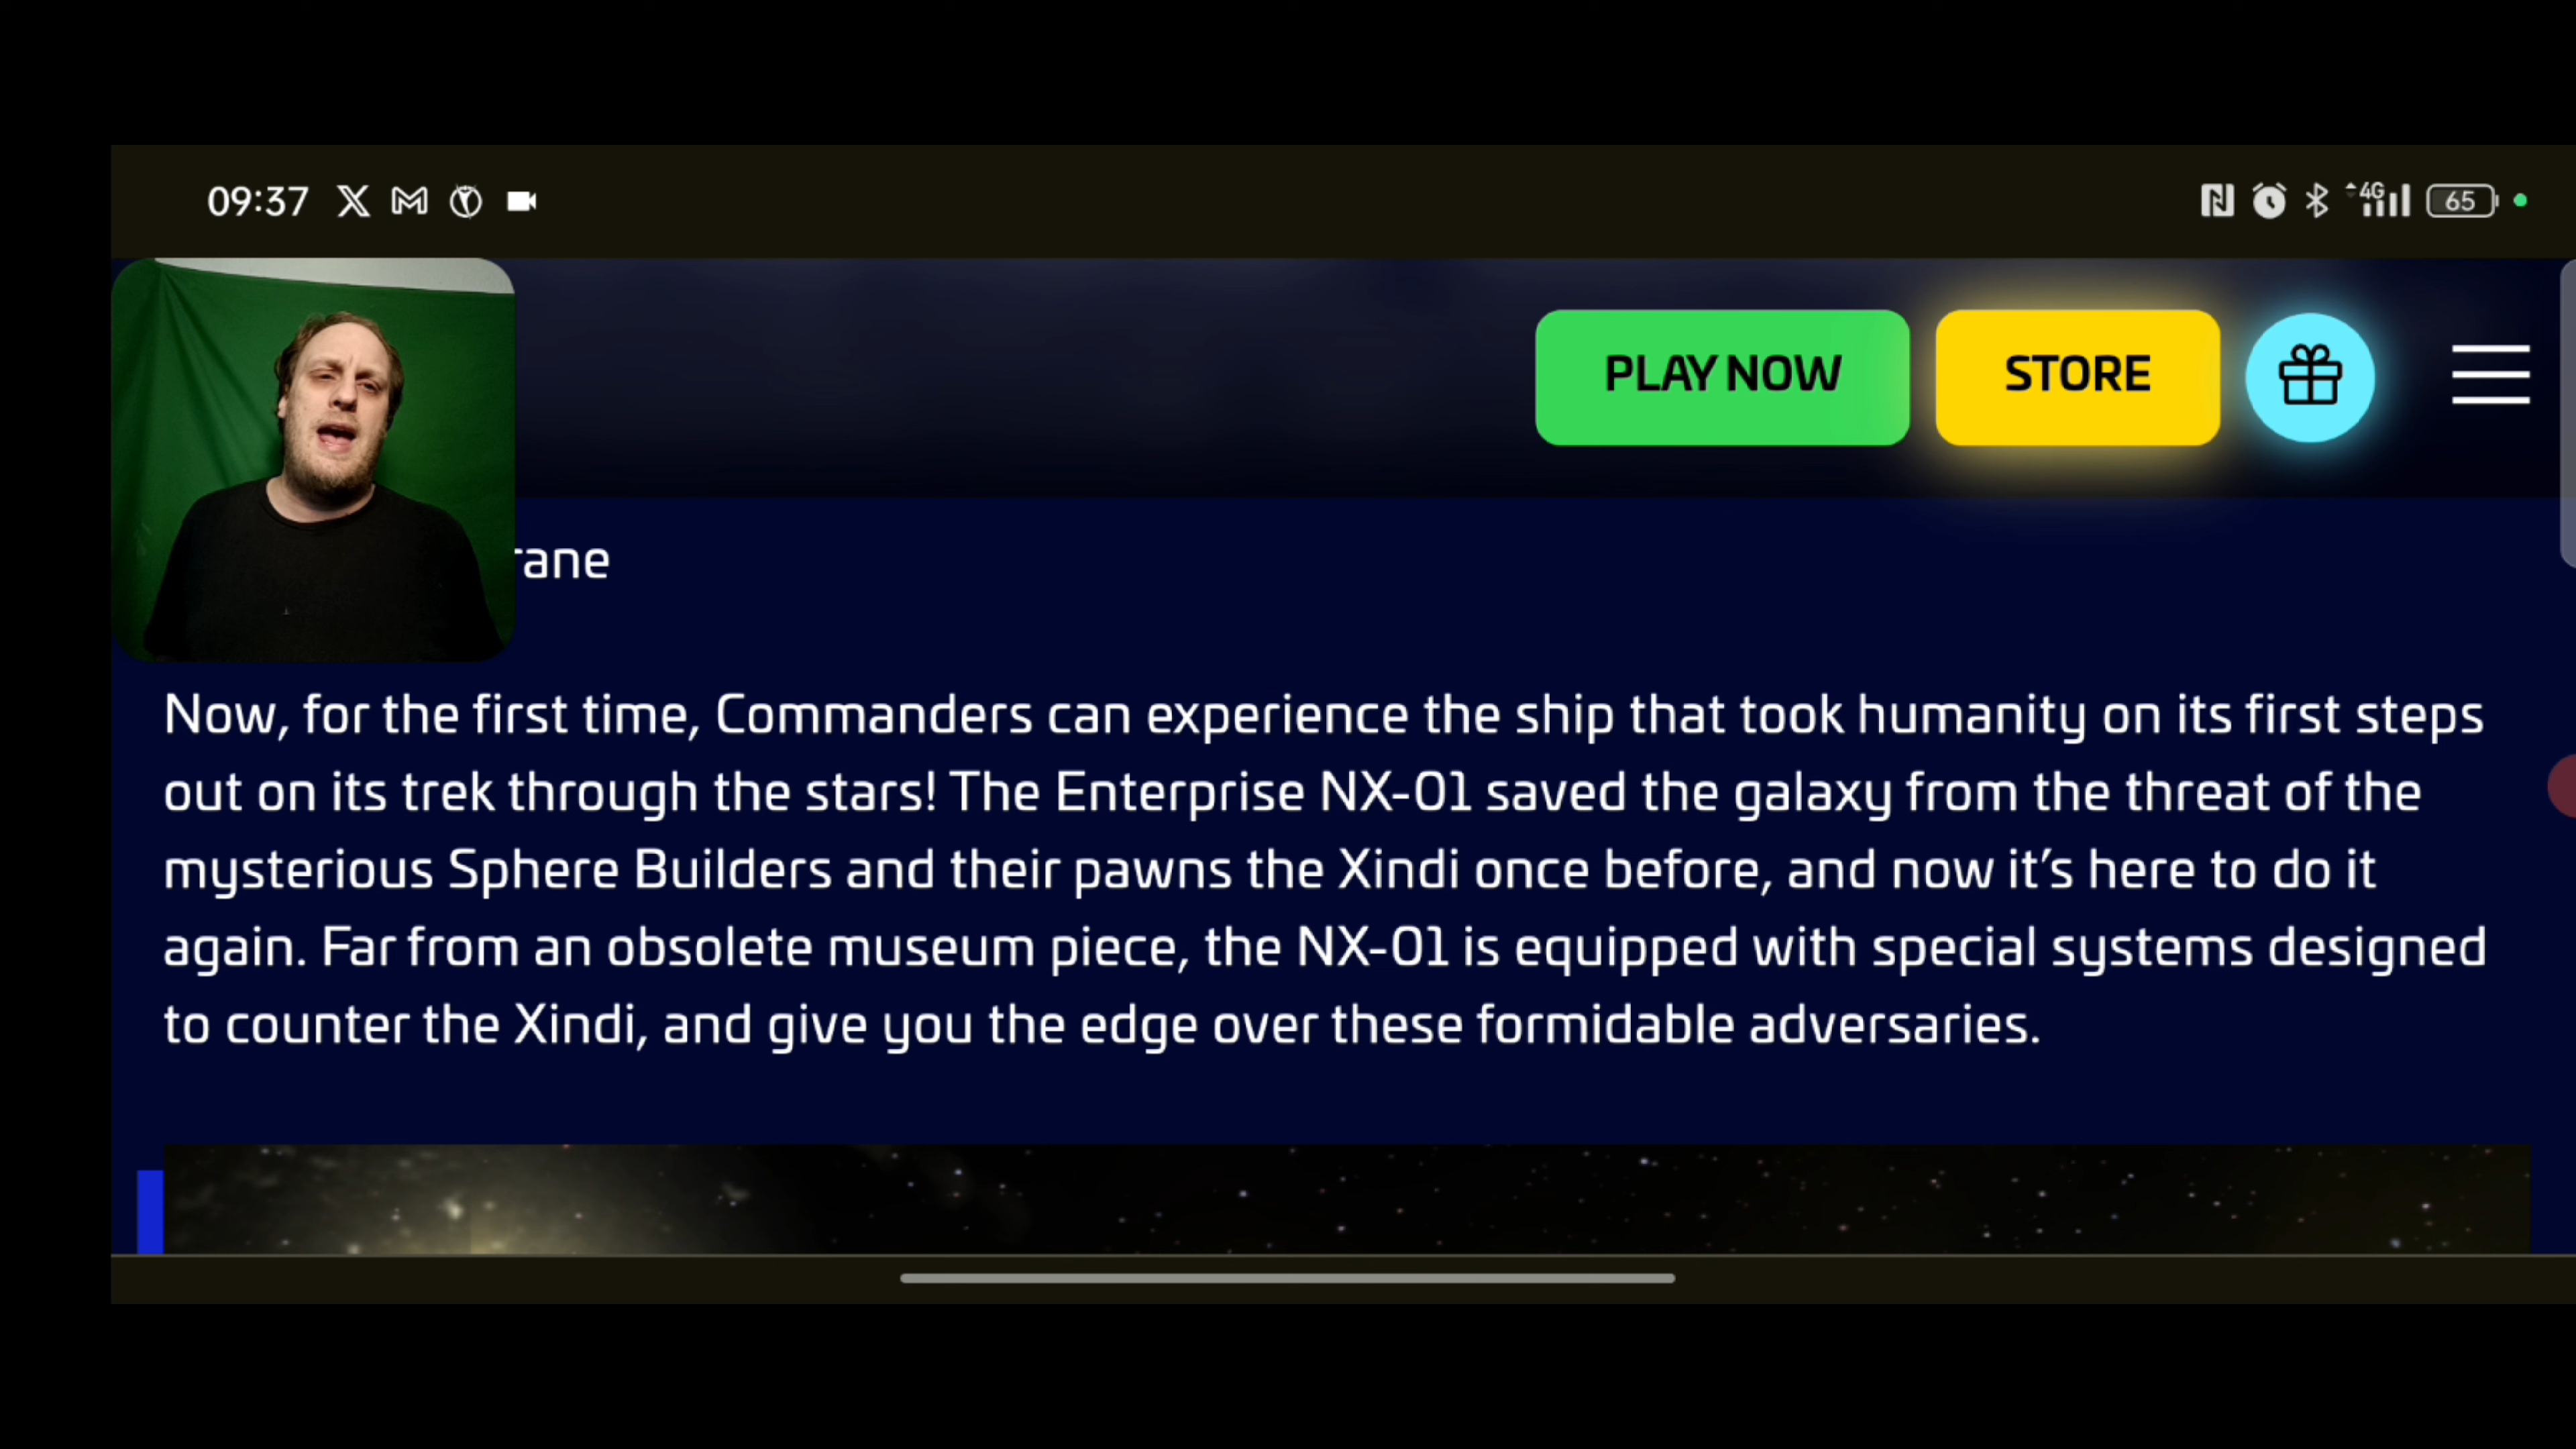 09:37
4G
65
PLAY NOW
STORE
rane
Now, for the first time, Commanders can experience the ship that took humanity on its first steps
out on its trek through the stars! The Enterprise NX-01 saved the galaxy from the threat of the
mysterious Sphere Builders and their pawns the Xindi once before, and now it's here to do it
again. Far from an obsolete museum piece, the NX-01 is equipped with special systems designed
to counter the Xindi, and give you the edge over these formidable adversaries.